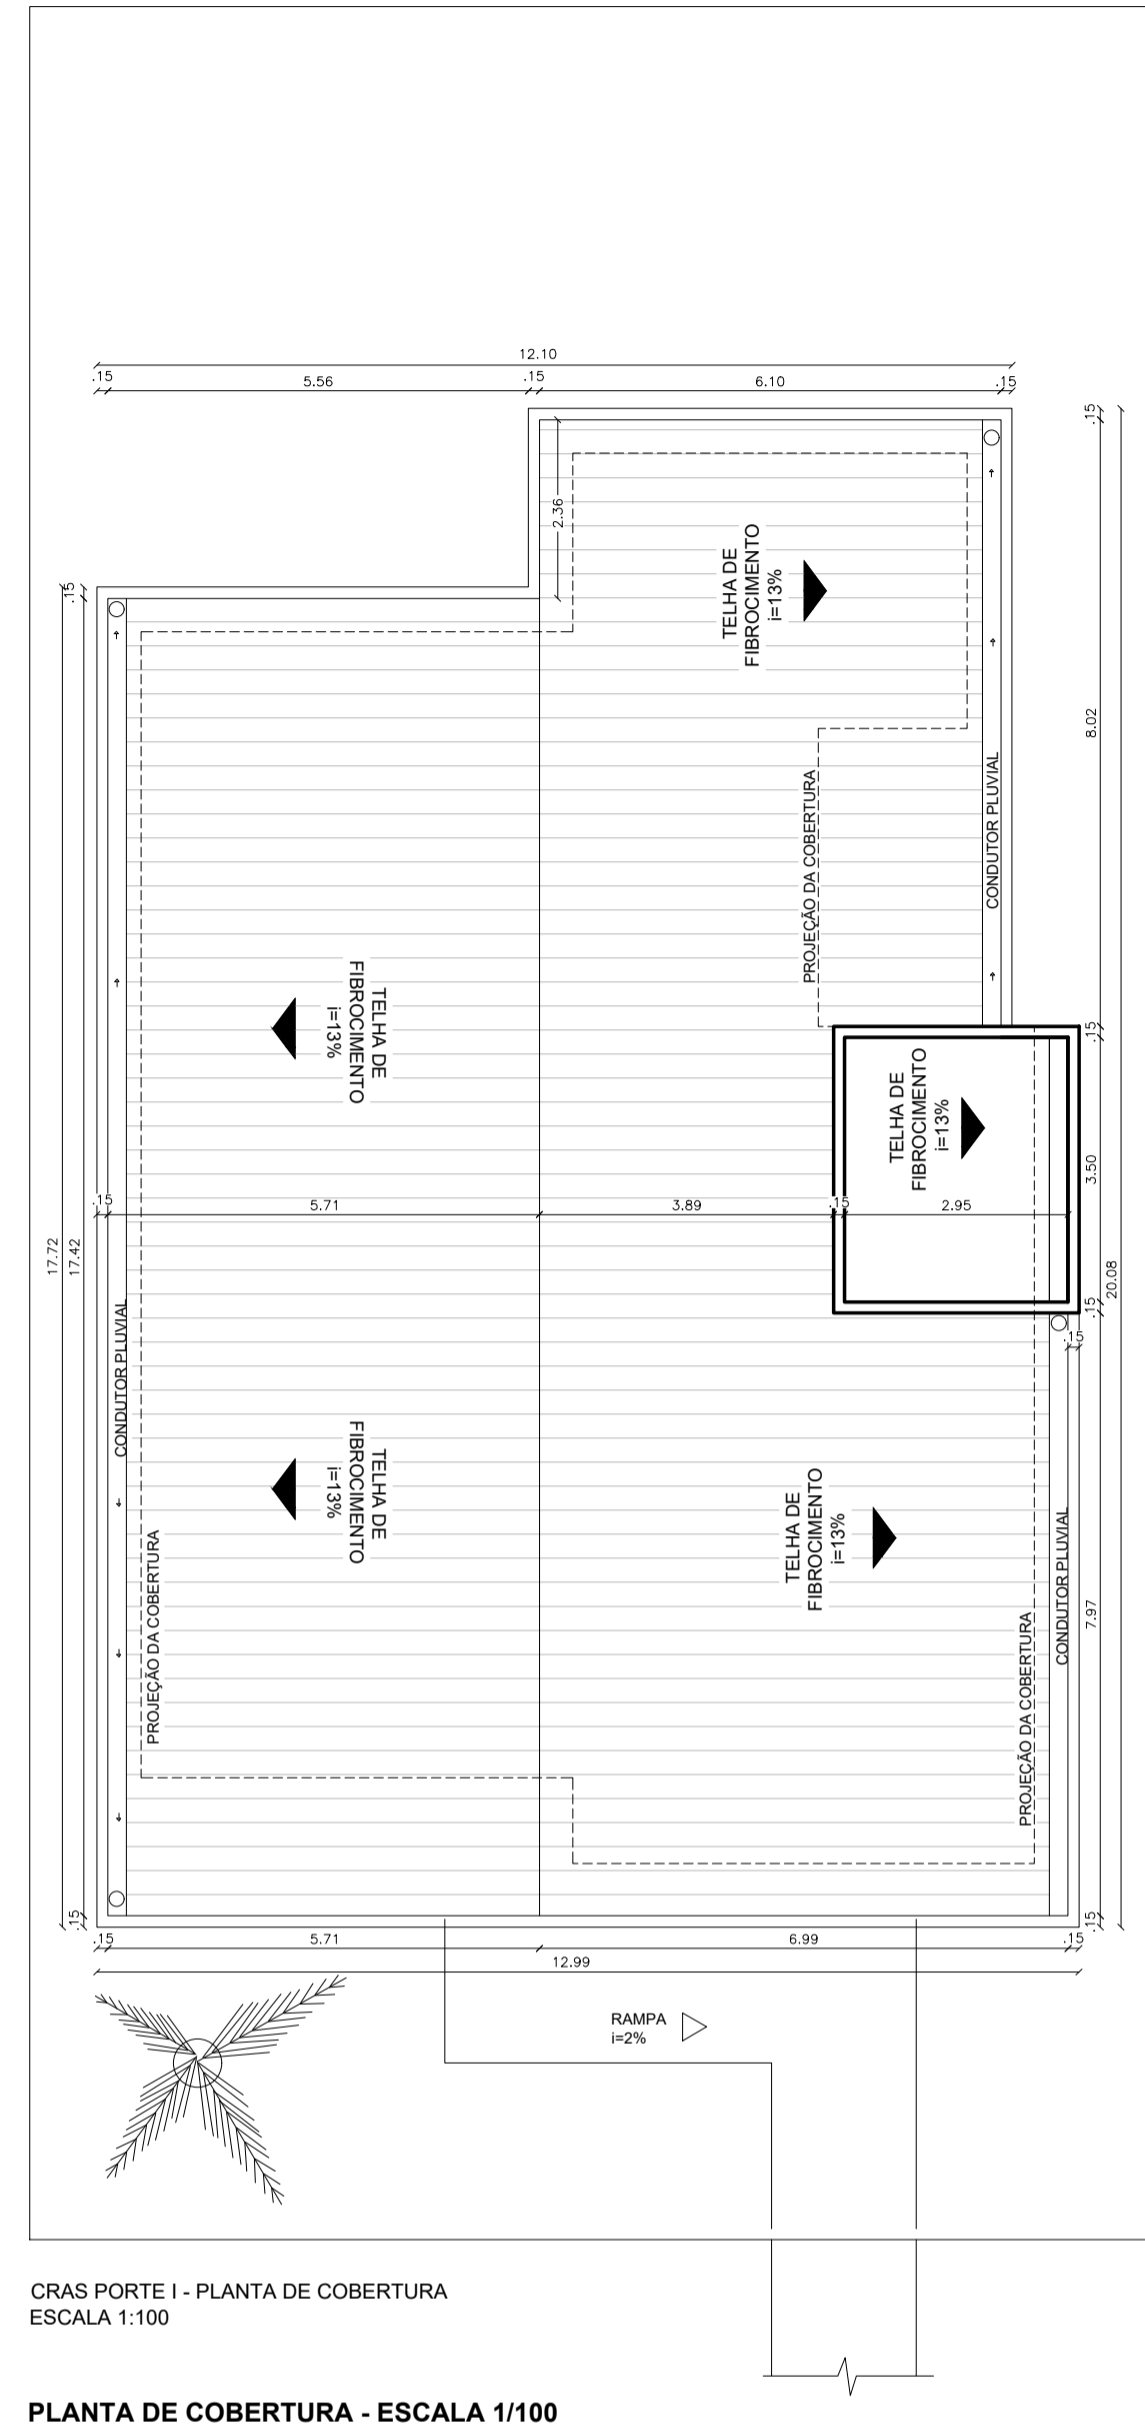 12.10
.15
5.56
.15
6.10
.15
.15
2.36
TELHA DE
FIBROCIMENTO
i=13%
.15
8.02
PROJEÇÃO DA COBERTURA
CONDUTOR PLUVIAL
TELHA DE
FIBROCIMENTO
i=13%
.15
TELHA DE
FIBROCIMENTO
i=13%
3.50
.15
5.71
3.89
.15
2.95
17.72
17.42
20.08
.15
.15
CONDUTOR PLUVIAL
TELHA DE
FIBROCIMENTO
i=13%
TELHA DE
FIBROCIMENTO
i=13%
CONDUTOR PLUVIAL
7.97
PROJEÇÃO DA COBERTURA
PROJEÇÃO DA COBERTURA
.15
.15
.15
5.71
6.99
.15
12.99
RAMPA
i=2%
CRAS PORTE I - PLANTA DE COBERTURA
ESCALA 1:100
PLANTA DE COBERTURA - ESCALA 1/100